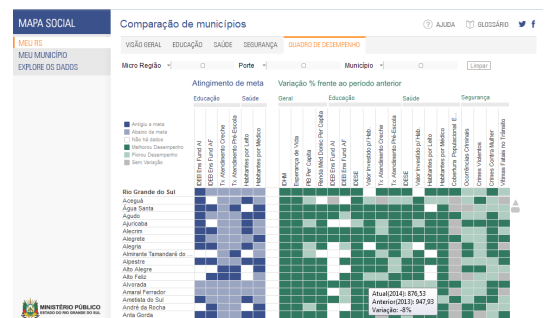 MAPA SOCIAL
Comparação de municípios
AJUDA
GLOSSÁRIO
MEU RS
MEU MUNICÍPIO
EXPLORE OS DADOS
VISÃO GERAL
EDUCAÇÃO
SAÚDE
SEGURANÇA
QUADRO DE DESEMPENHO
Micro Região
Porte
Município
Limpar
Atingimento de meta
Variação % frente ao período anterior
Educação
Saúde
Geral
Educação
Saúde
Segurança
Atingiu a meta
Abaixo da meta
Não há dados
Melhorou Desempenho
Piorou Desempenho
Sem Variação
IDEB Ens Fund AI
IDEB Ens Fund AF
Tx Atendimento Creche
Tx Atendimento Pré-Escola
Habitantes por Leito
Habitantes por Médico
IDHM
Esperança de Vida
PIB Per Capita
Renda Med Domic Per Capita
IDEB Ens Fund AI
IDEB Ens Fund AF
IDESE
Valor Investido p/ Hab
Tx Atendimento Creche
Tx Atendimento Pré-Escola
IDESE
Valor Investido p/ Hab
Habitantes por Leito
Habitantes por Médico
Cobertura Populacional E...
Ocorrências Criminais
Crimes Violentos
Crimes Contra Mulher
Vítimas Fatais no Trânsito
Rio Grande do Sul
Aceguá
Água Santa
Agudo
Ajuricaba
Alecrim
Alegrete
Alegria
Almirante Tamandaré do ...
Alpestre
Alto Alegre
Alto Feliz
Alvorada
Amaral Ferrador
Ametista do Sul
André da Rocha
Anta Gorda
Atual(2014): 876,53
Anterior(2013): 947,93
Variação: -8%
MINISTÉRIO PÚBLICO
ESTADO DO RIO GRANDE DO SUL